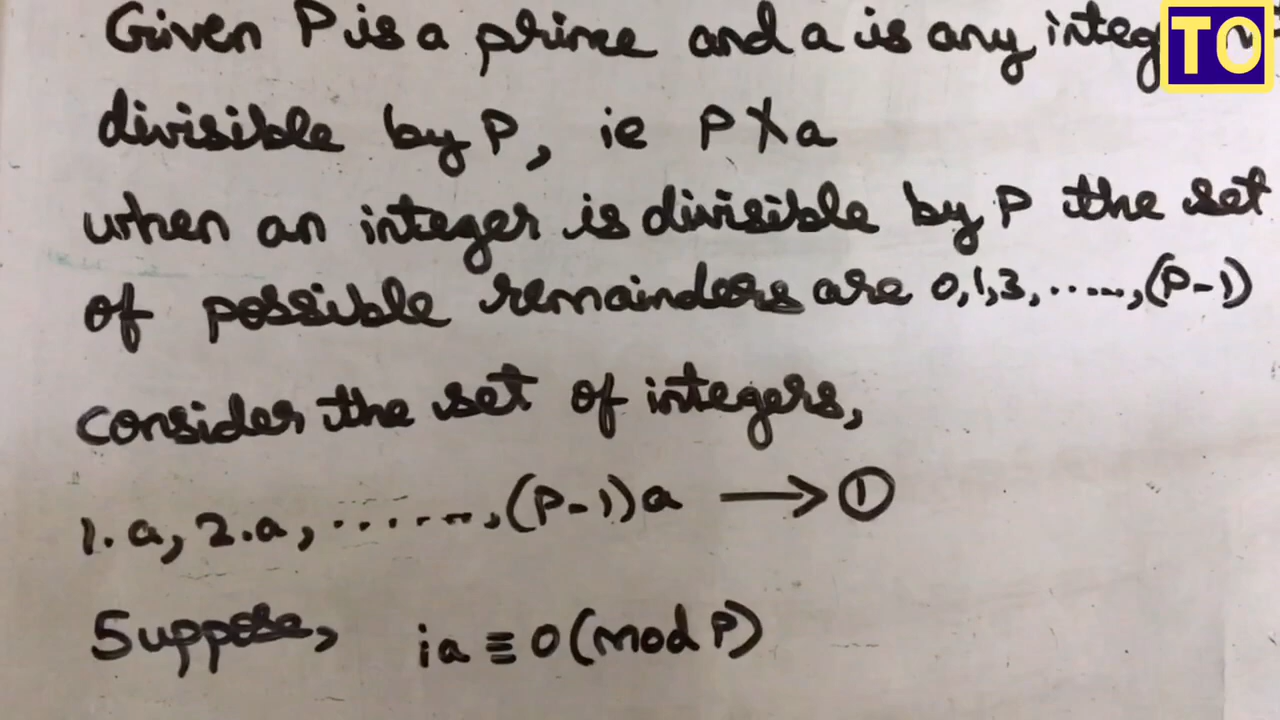 Given P is a prime and a is any integ
TO
divisible by P, ie P∤a
when an integer is divisible by P the set
of possible remainders are 0,1,3,......,(P-1)
Consider the set of integers,
1.a, 2.a, ........,(P-1)a ⟶ ①
Suppose, ia ≡ 0 (mod P)